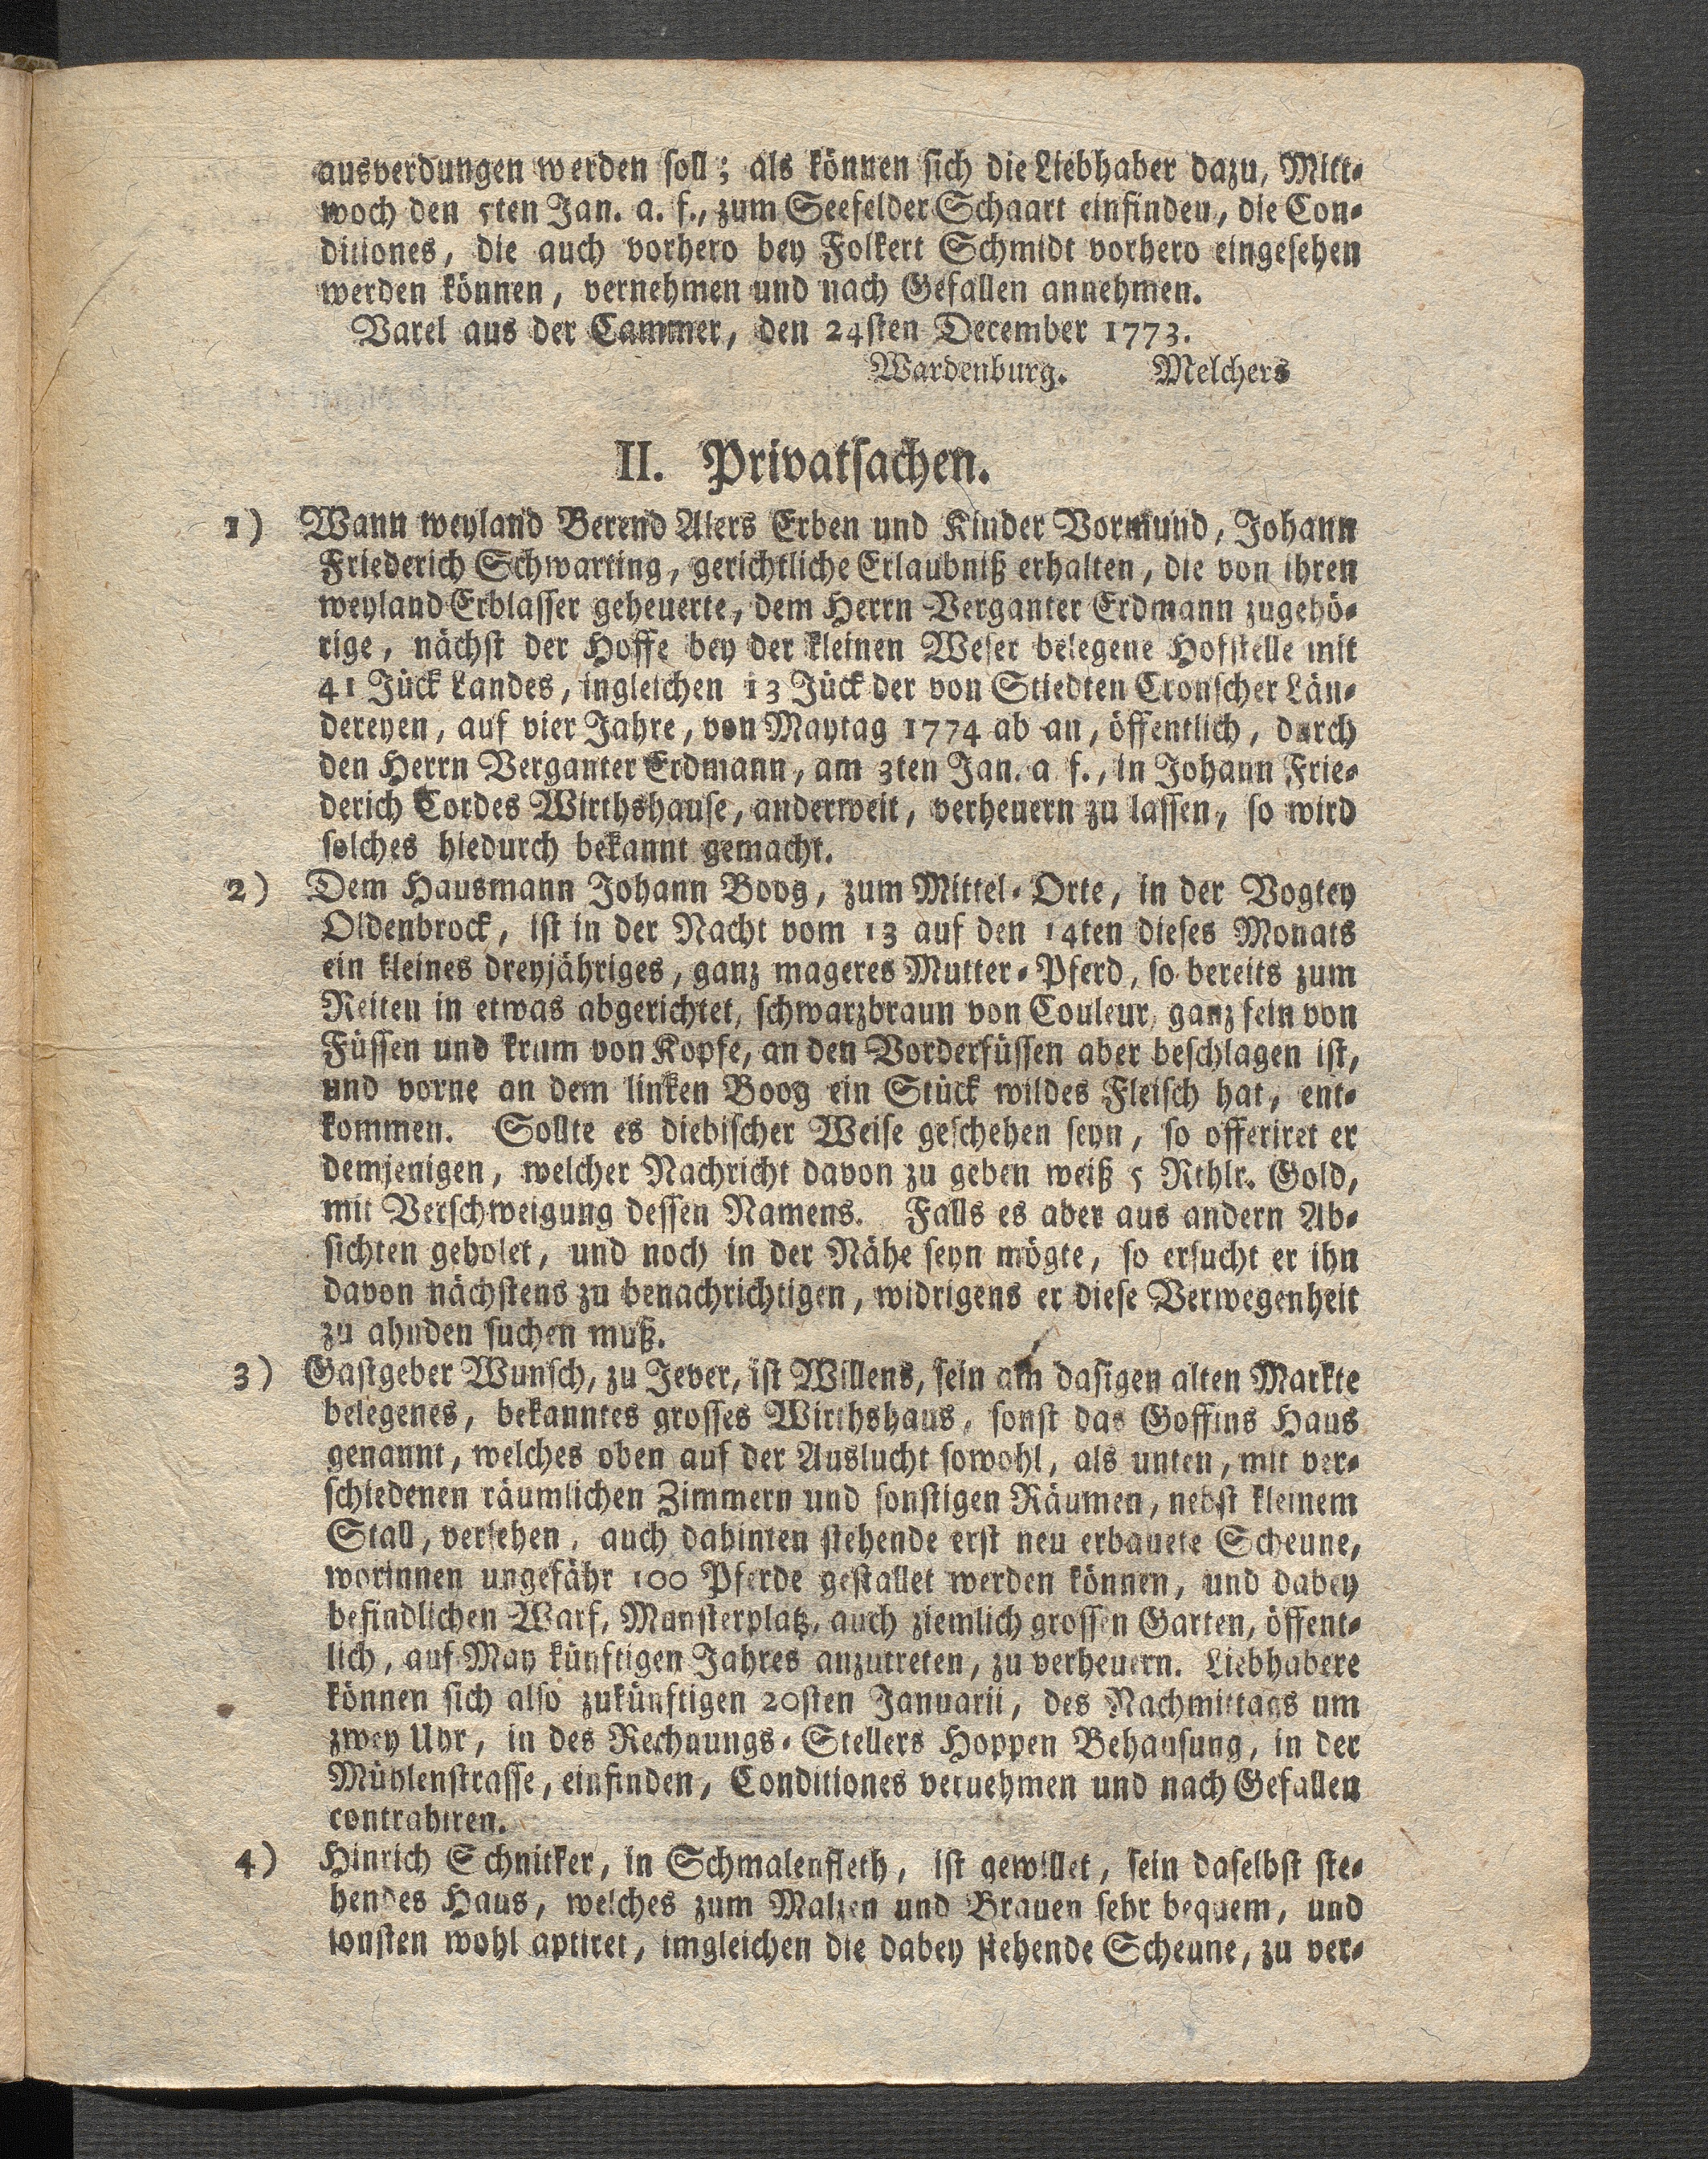 ausverdungen werden soll; als können sich die Liebhaber dazu, Mitt-
woch den 5ten Jan. a. f., zum Seefelder Schaart einfinden, die Con-
ditiones, die auch vorhero bey Folkert Schmidt vorhero eingesehen
werden können, vernehmen und nach Gefallen annehmen.
Varel aus der Cammer, den 24sten December 1773.
Wardenburg. Melchers
II. Privatsachen.
1) Wann weyland Berend Alers Erben und Kinder Vormund, Johann
Friederich Schwarting, gerichtliche Erlaubniß erhalten, die von ihren
weyland Erblasser geheuerte, dem Herrn Verganter Erdmann zugehö-
rige, nächst der Hoffe bey der kleinen Weser belegene Hofstelle mit
41 Jück Landes, ingleichen 13 Jück der von Stiedten Cronscher Län-
dereyen, auf vier Jahre, von Maytag 1774 ab an, öffentlich, durch
den Herrn Verganter Erdmann, am 3ten Jan. a f., in Johann Frie-
derich Cordes Wirthshause, anderweit, verheuern zu lassen, so wird
solches hiedurch bekannt gemacht.
2) Dem Hausmann Johann Boog, zum Mittel-Orte, in der Vogtey
Oldenbrock, ist in der Nacht vom 13 auf den 14ten dieses Monats
ein kleines dreyjähriges, ganz mageres Mutter-Pferd, so bereits zum
Reiten in etwas abgerichtet, schwarzbraun von Couleur, ganz fein von
Füssen und krum von Kopfe, an den Vorderfüssen aber beschlagen ist,
und vorne an dem linken Boog ein Stück wildes Fleisch hat, ent-
kommen. Sollte es diebischer Weise geschehen seyn, so offeriret er
demjenigen, welcher Nachricht davon zu geben weiß 5 Rthlr. Gold,
mit Verschweigung dessen Namens. Falls es aber aus andern Ab-
sichten geholet, und noch in der Nähe seyn mögte, so ersucht er ihn
davon nächstens zu benachrichtigen, widrigens er diese Verwegenheit
zu ahnden suchen muß.
3) Gastgeber Wunsch, zu Jever, ist Willens, sein am dasigen alten Markte
belegenes, bekanntes grosses Wirthshaus, sonst das Goffins Haus
genannt, welches oben auf der Auslucht sowohl, als unten, mit ver-
schiedenen räumlichen Zimmern und sonstigen Räumen, nebst kleinem
Stall, versehen, auch dahinten stehende erst neu erbauete Scheune,
worinnen ungefähr 100 Pferde gestallet werden können, und dabey
befindlichen Warf, Munsterplatz, auch ziemlich grossen Garten, öffent-
lich, auf May künftigen Jahres anzutreten, zu verheuern. Liebhabere
können sich also zukünftigen 20sten Januarii, des Nachmittags um
zwey Uhr, in des Rechnungs-Stellers Hoppen Behausung, in der
Mühlenstrasse, einfinden, Conditiones vernehmen und nach Gefallen
contrahiren.
4) Hinrich Schnitker, in Schmalenfleth, ist gewillet, sein daselbst ste-
hendes Haus, welches zum Malzen und Brauen sehr bequem, und
sonsten wohl aptiret, imgleichen die dabey stehende Scheune, zu ver-